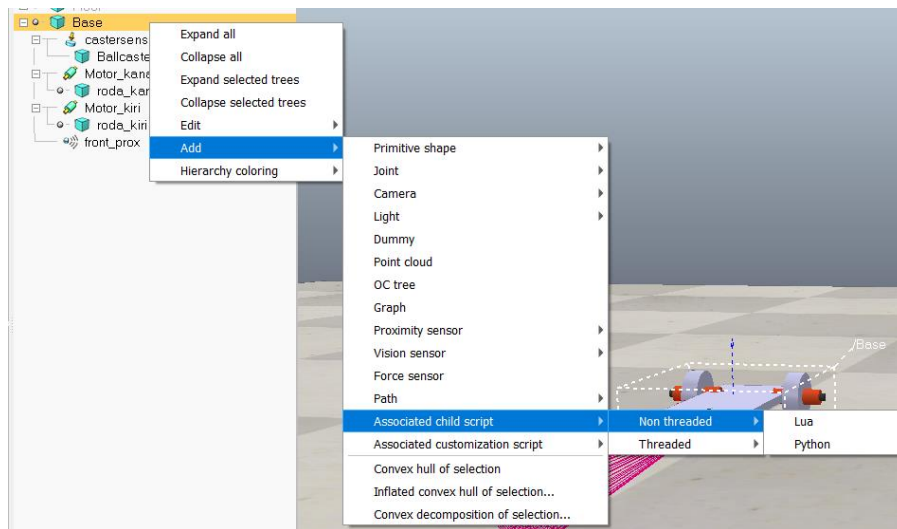 Base
castersens
Ballcaste
Motor_kana
roda_kar
Motor_kiri
roda_kiri
front_prox
Expand all
Collapse all
Expand selected trees
Collapse selected trees
Edit
Add
Hierarchy coloring
Primitive shape
Joint
Camera
Light
Dummy
Point cloud
OC tree
Graph
Proximity sensor
Vision sensor
Force sensor
Path
Associated child script
Associated customization script
Convex hull of selection
Inflated convex hull of selection...
Convex decomposition of selection...
Non threaded
Threaded
Lua
Python
/Base